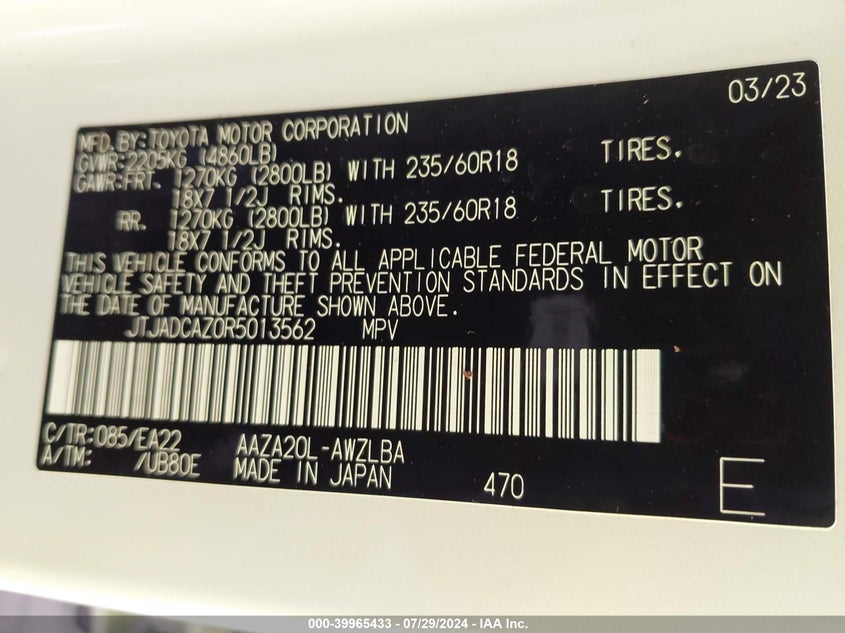 03/23
MFD.BY:TOYOTA MOTOR CORPORATION
GVWR:2205KG (4860LB)
GAWR:FRT. 1270KG (2800LB) WITH 235/60R18 TIRES.
18X7 1/2J RIMS.
RR. 1270KG (2800LB) WITH 235/60R18 TIRES.
18X7 1/2J RIMS.
THIS VEHICLE CONFORMS TO ALL APPLICABLE FEDERAL MOTOR
VEHICLE SAFETY AND THEFT PREVENTION STANDARDS IN EFFECT ON
THE DATE OF MANUFACTURE SHOWN ABOVE.
JTJADCAZ0R5013562 MPV
C/TR:085/EA22 AAZA20L-AWZLBA
A/TM: /UB80E MADE IN JAPAN 470 E
000-39965433 - 07/29/2024 - IAA Inc.